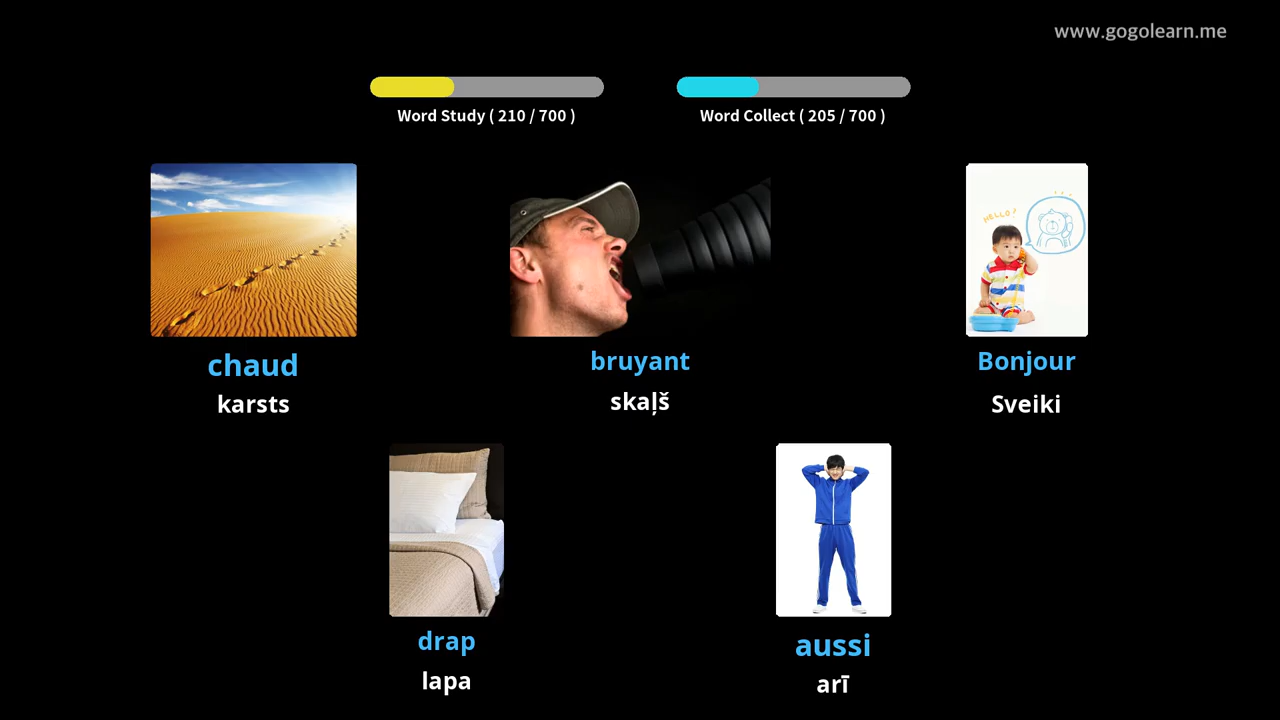 www.gogolearn.me
Word Study ( 210 / 700 )
Word Collect ( 205 / 700 )
HELLO?
chaud
karsts
bruyant
skaļš
Bonjour
Sveiki
drap
lapa
aussi
arī